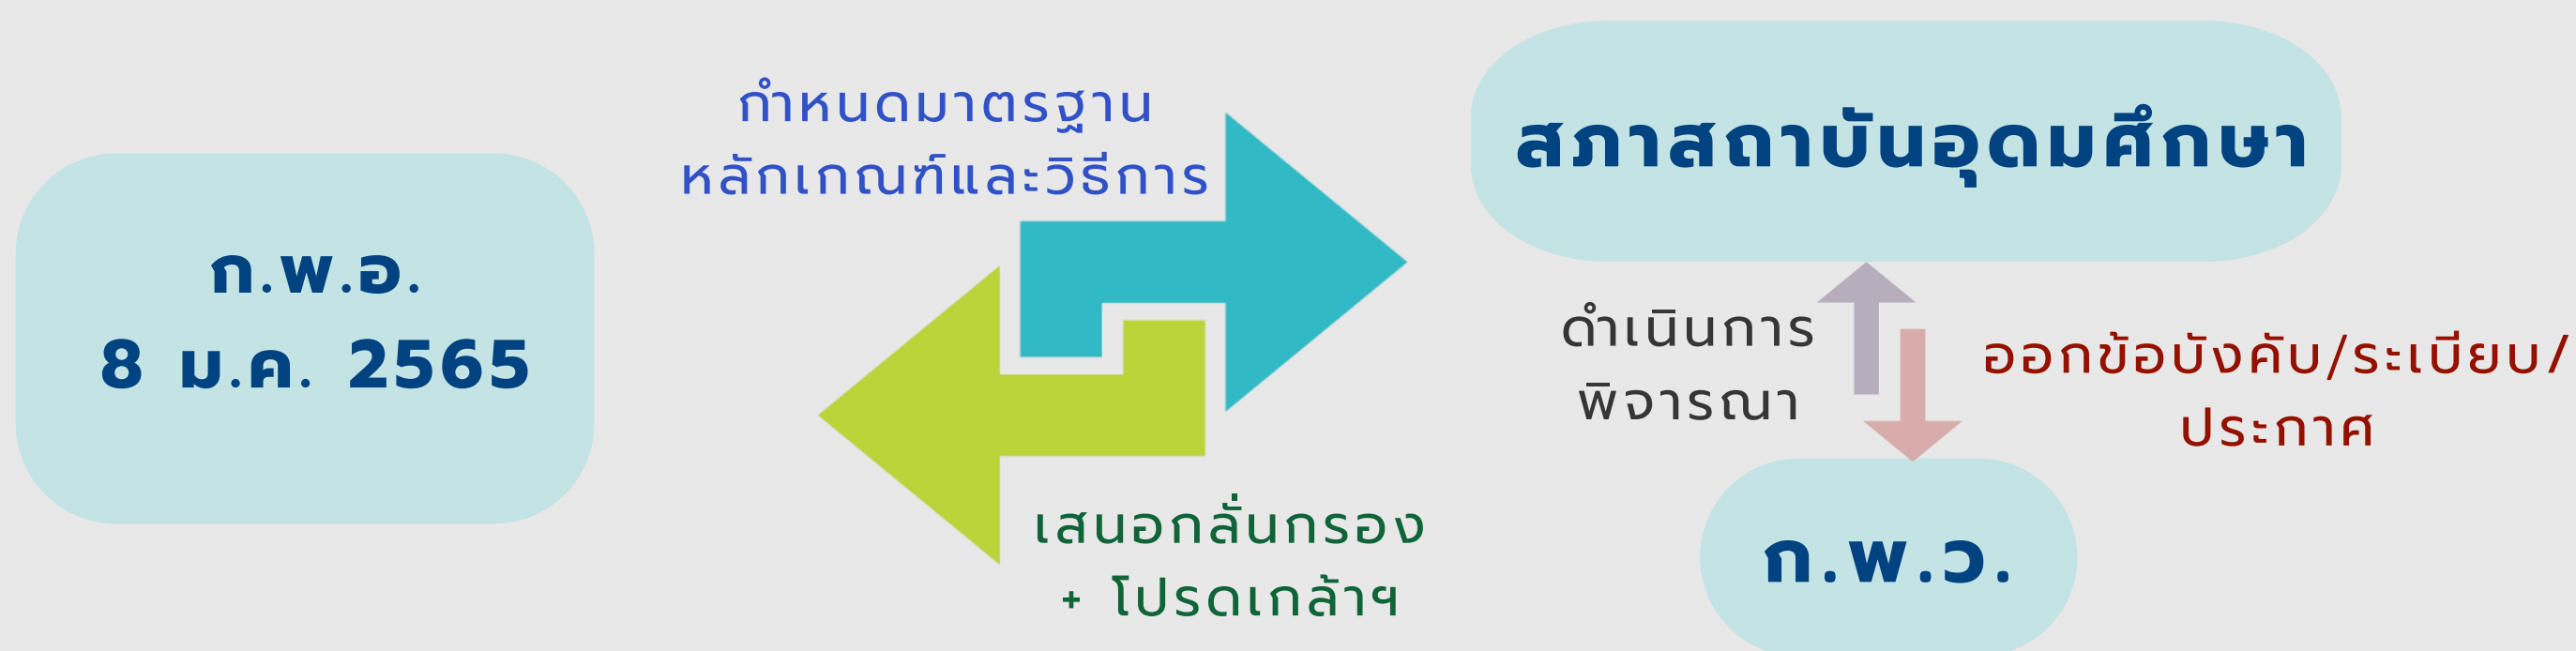 กำหนดมาตรฐาน
หลักเกณฑ์และวิธีการ
สภาสถาบันอุดมศึกษา
ก.พ.อ.
8 ม.ค. 2565
ดำเนินการ
พิจารณา
ออกข้อบังคับ/ระเบียบ/
ประกาศ
เสนอกลั่นกรอง
+ โปรดเกล้าฯ
ก.พ.ว.